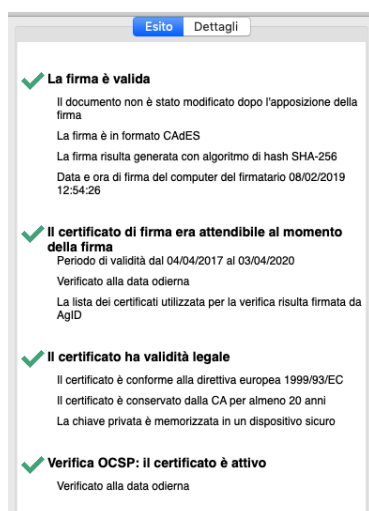 Esito
Dettagli
La firma è valida
Il documento non è stato modificato dopo l'apposizione della
firma
La firma è in formato CAdES
La firma risulta generata con algoritmo di hash SHA-256
Data e ora di firma del computer del firmatario 08/02/2019
12:54:26
Il certificato di firma era attendibile al momento
della firma
Periodo di validità dal 04/04/2017 al 03/04/2020
Verificato alla data odierna
La lista dei certificati utilizzata per la verifica risulta firmata da
AgID
Il certificato ha validità legale
Il certificato è conforme alla direttiva europea 1999/93/EC
Il certificato è conservato dalla CA per almeno 20 anni
La chiave privata è memorizzata in un dispositivo sicuro
Verifica OCSP: il certificato è attivo
Verificato alla data odierna